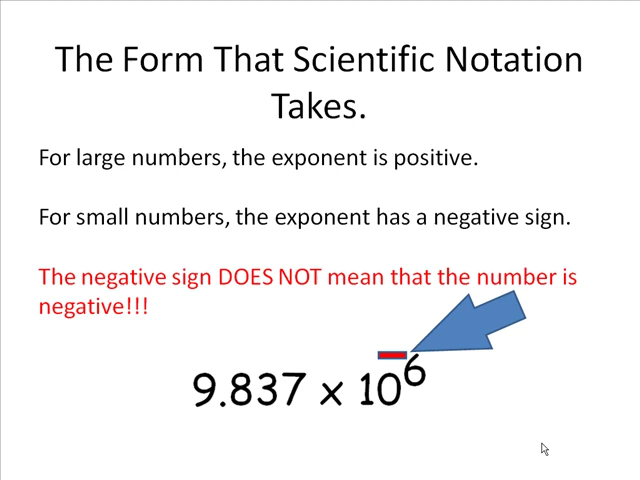 The Form That Scientific Notation
Takes.
For large numbers, the exponent is positive.
For small numbers, the exponent has a negative sign.
The negative sign DOES NOT mean that the number is
negative!!!
9.837 x 10⁻⁶